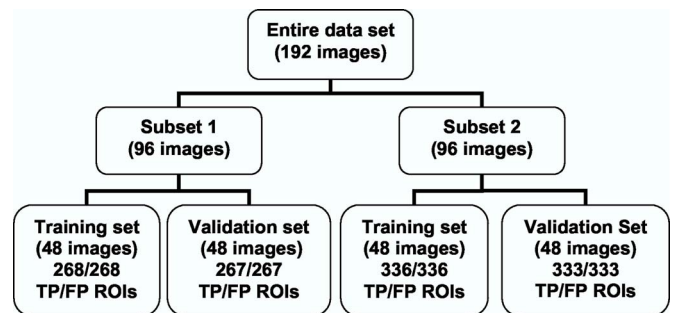 Entire data set
(192 images)
Subset 1
(96 images)
Subset 2
(96 images)
Training set
(48 images)
268/268
TP/FP ROIs
Validation set
(48 images)
267/267
TP/FP ROIs
Training set
(48 images)
336/336
TP/FP ROIs
Validation Set
(48 images)
333/333
TP/FP ROIs